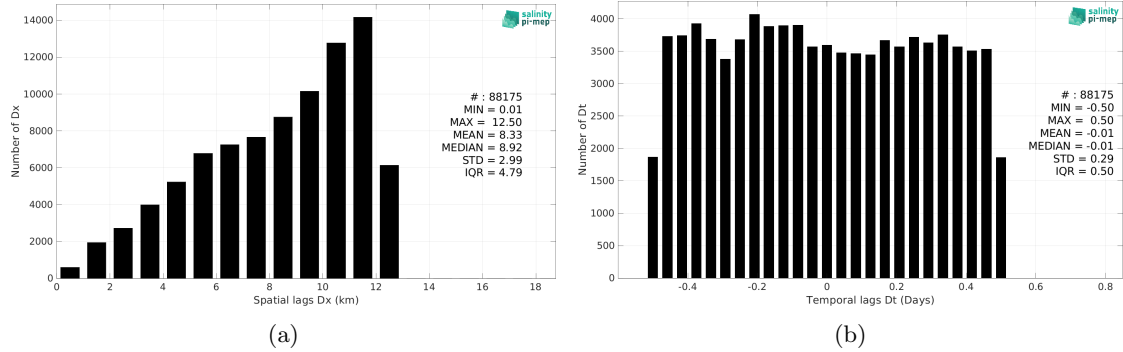 14000
12000
10000
8000
6000
4000
2000
0
Number of Dx
salinity
pi-mep
# : 88175
MIN = 0.01
MAX = 12.50
MEAN = 8.33
MEDIAN = 8.92
STD = 2.99
IQR = 4.79
0 2 4 6 8 10 12 14 16 18
Spatial lags Dx (km)
(a)
4000
3500
3000
2500
2000
1500
1000
500
0
Number of Dt
salinity
pi-mep
# : 88175
MIN = -0.50
MAX = 0.50
MEAN = -0.01
MEDIAN = -0.01
STD = 0.29
IQR = 0.50
-0.4 -0.2 0 0.2 0.4 0.6 0.8
Temporal lags Dt (Days)
(b)